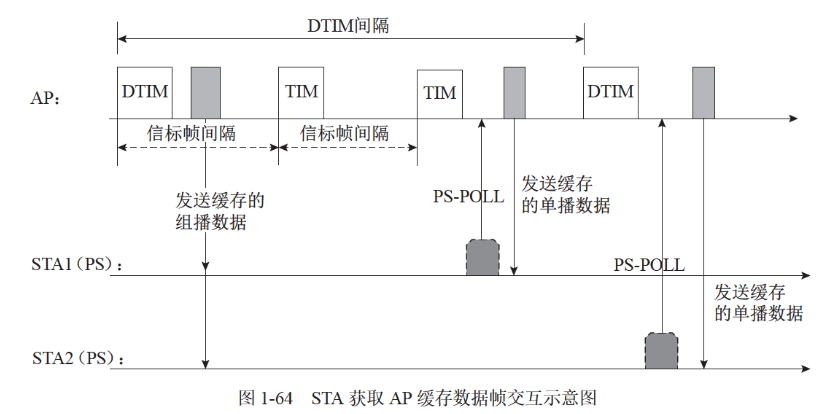 DTIM间隔
AP：
DTIM
TIM
TIM
DTIM
信标帧间隔
信标帧间隔
发送缓存的
组播数据
PS-POLL
发送缓存
的单播数据
STA1（PS）：
PS-POLL
发送缓存
的单播数据
STA2（PS）：
图 1-64 STA 获取 AP 缓存数据帧交互示意图